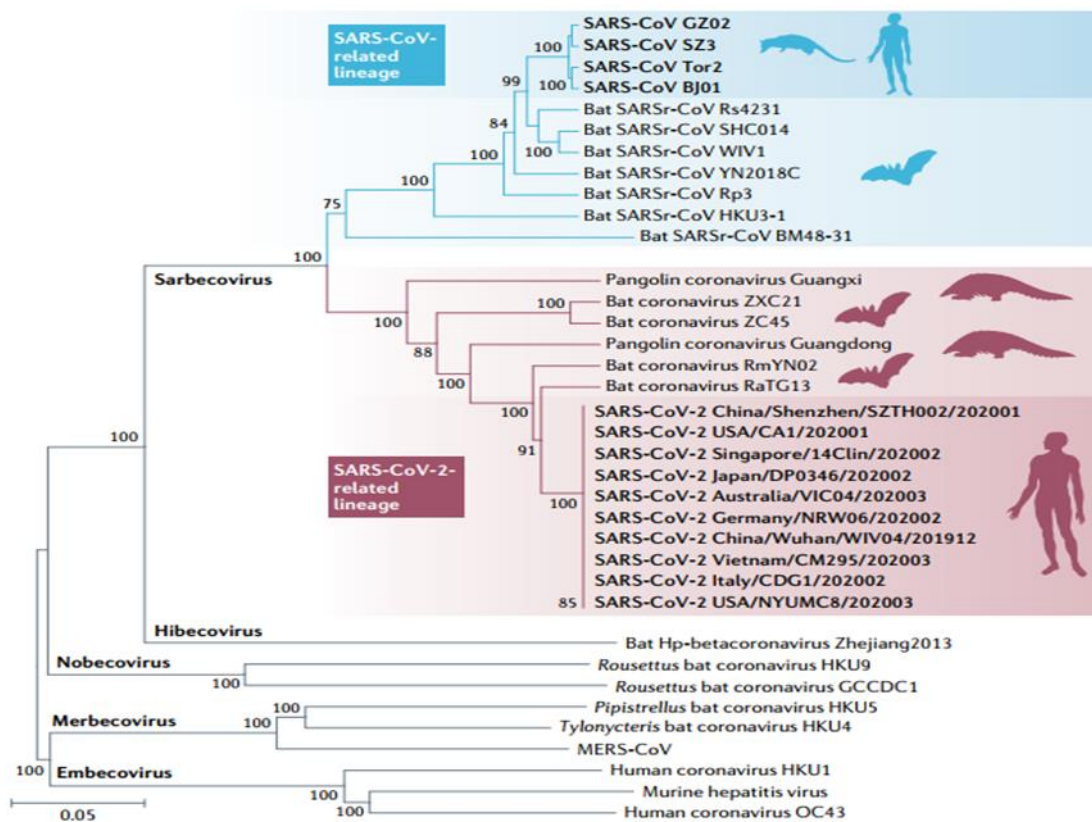 SARS-CoV-
related
lineage
SARS-CoV GZ02
SARS-CoV SZ3
100
SARS-CoV Tor2
99
100
SARS-CoV BJ01
Bat SARSr-CoV Rs4231
84
Bat SARSr-CoV SHC014
100
100
Bat SARSr-CoV WIV1
Bat SARSr-CoV YN2018C
100
Bat SARSr-CoV Rp3
75
Bat SARSr-CoV HKU3-1
Bat SARSr-CoV BM48-31
100
Sarbecovirus
Pangolin coronavirus Guangxi
100
Bat coronavirus ZXC21
100
Bat coronavirus ZC45
88
Pangolin coronavirus Guangdong
Bat coronavirus RmYN02
100
Bat coronavirus RaTG13
100
SARS-CoV-2 China/Shenzhen/SZTH002/202001
SARS-CoV-2 USA/CA1/202001
100
91
SARS-CoV-2 Singapore/14Clin/202002
SARS-CoV-2-
related
lineage
SARS-CoV-2 Japan/DP0346/202002
100
SARS-CoV-2 Australia/VIC04/202003
SARS-CoV-2 Germany/NRW06/202002
SARS-CoV-2 China/Wuhan/WIV04/201912
SARS-CoV-2 Vietnam/CM295/202003
SARS-CoV-2 Italy/CDG1/202002
85
SARS-CoV-2 USA/NYUMC8/202003
Hibecovirus
Bat Hp-betacoronavirus Zhejiang2013
Nobecovirus
Rousettus bat coronavirus HKU9
100
Rousettus bat coronavirus GCCDC1
Merbecovirus
Pipistrellus bat coronavirus HKU5
100
100
Tylonycteris bat coronavirus HKU4
MERS-CoV
100
Embecovirus
Human coronavirus HKU1
100
Murine hepatitis virus
100
Human coronavirus OC43
0.05